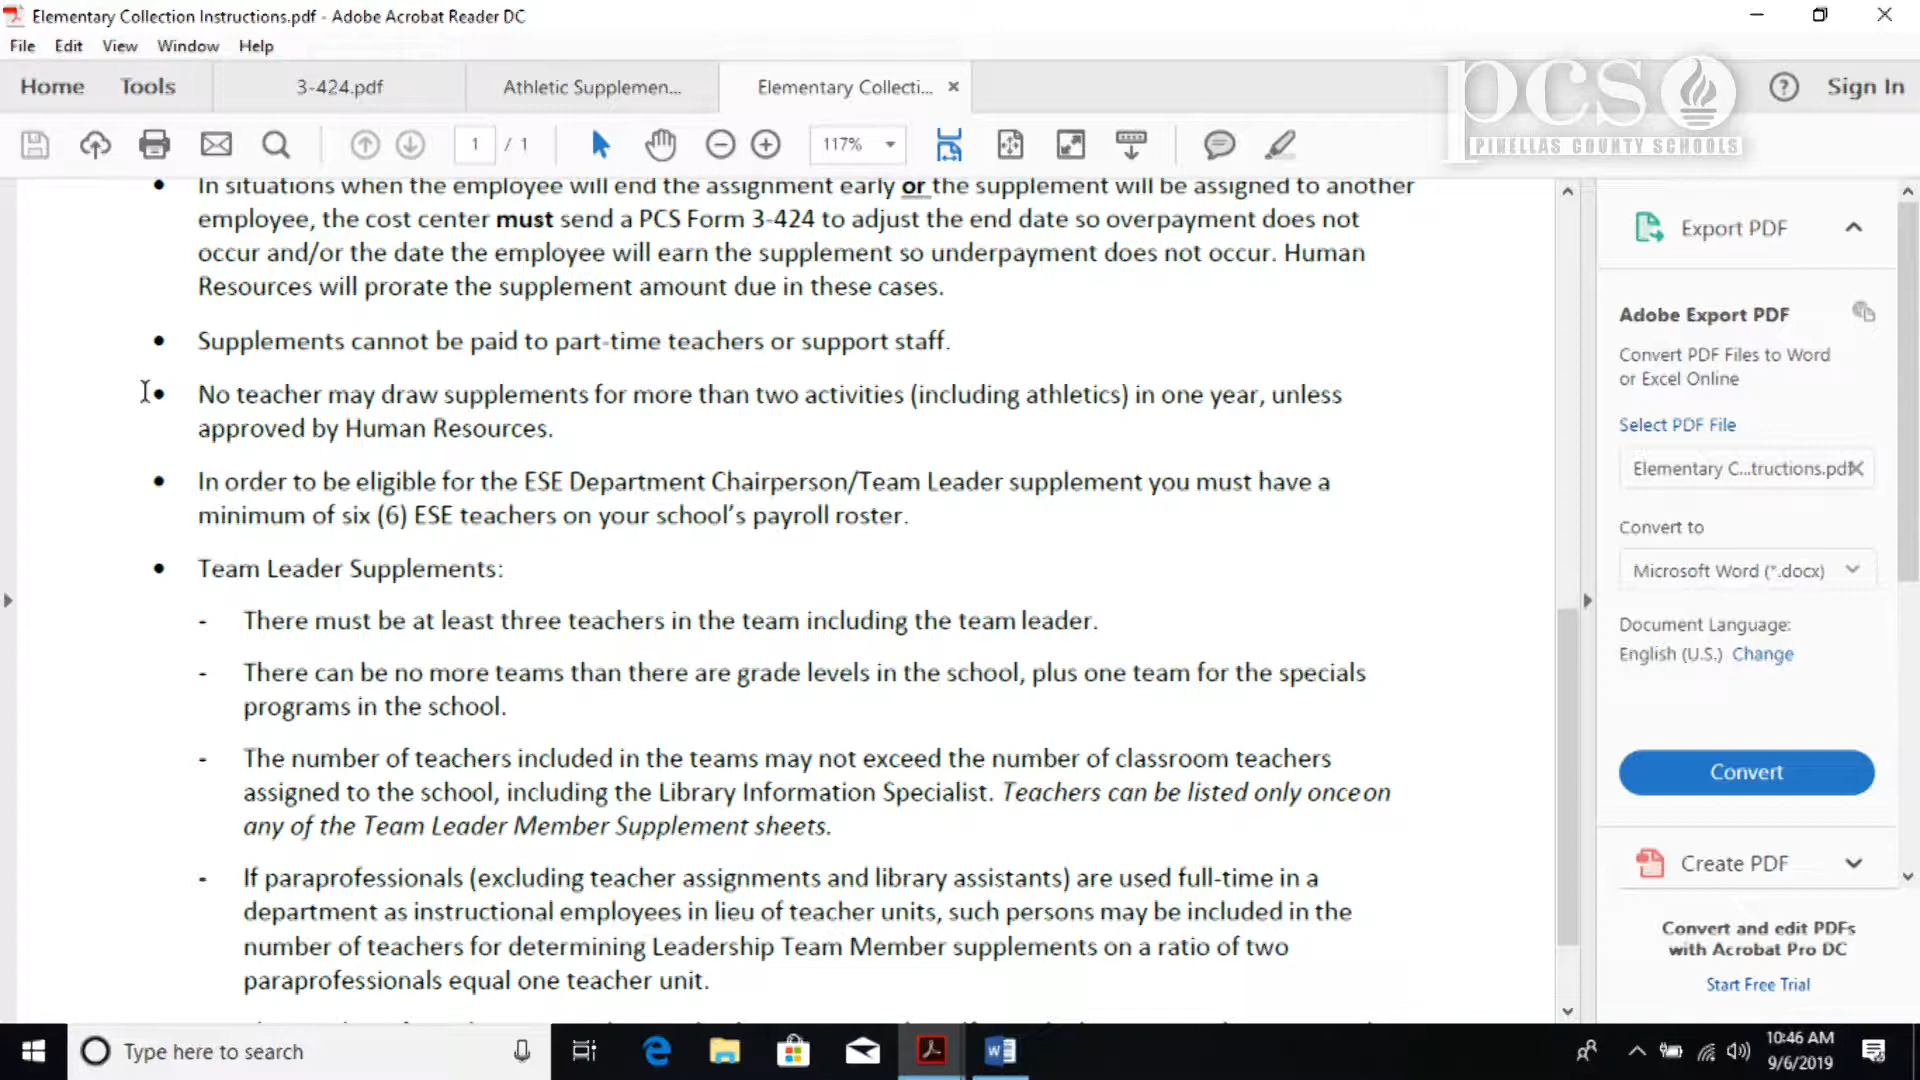 Elementary Collection Instructions.pdf - Adobe Acrobat Reader DC
File Edit View Window Help
Home Tools 3-424.pdf Athletic Supplemen... Elementary Collecti... Sign In
pcs
PINELLAS COUNTY SCHOOLS
1 / 1 117%
In situations when the employee will end the assignment early or the supplement will be assigned to another
employee, the cost center must send a PCS Form 3-424 to adjust the end date so overpayment does not
occur and/or the date the employee will earn the supplement so underpayment does not occur. Human
Resources will prorate the supplement amount due in these cases.
• Supplements cannot be paid to part-time teachers or support staff.
• No teacher may draw supplements for more than two activities (including athletics) in one year, unless
approved by Human Resources.
• In order to be eligible for the ESE Department Chairperson/Team Leader supplement you must have a
minimum of six (6) ESE teachers on your school's payroll roster.
• Team Leader Supplements:
- There must be at least three teachers in the team including the team leader.
- There can be no more teams than there are grade levels in the school, plus one team for the specials
programs in the school.
- The number of teachers included in the teams may not exceed the number of classroom teachers
assigned to the school, including the Library Information Specialist. Teachers can be listed only once on
any of the Team Leader Member Supplement sheets.
- If paraprofessionals (excluding teacher assignments and library assistants) are used full-time in a
department as instructional employees in lieu of teacher units, such persons may be included in the
number of teachers for determining Leadership Team Member supplements on a ratio of two
paraprofessionals equal one teacher unit.
Export PDF
Adobe Export PDF
Convert PDF Files to Word
or Excel Online
Select PDF File
Elementary C...tructions.pdf
Convert to
Microsoft Word (*.docx)
Document Language:
English (U.S.) Change
Convert
Create PDF
Convert and edit PDFs
with Acrobat Pro DC
Start Free Trial
Type here to search
10:46 AM
9/6/2019